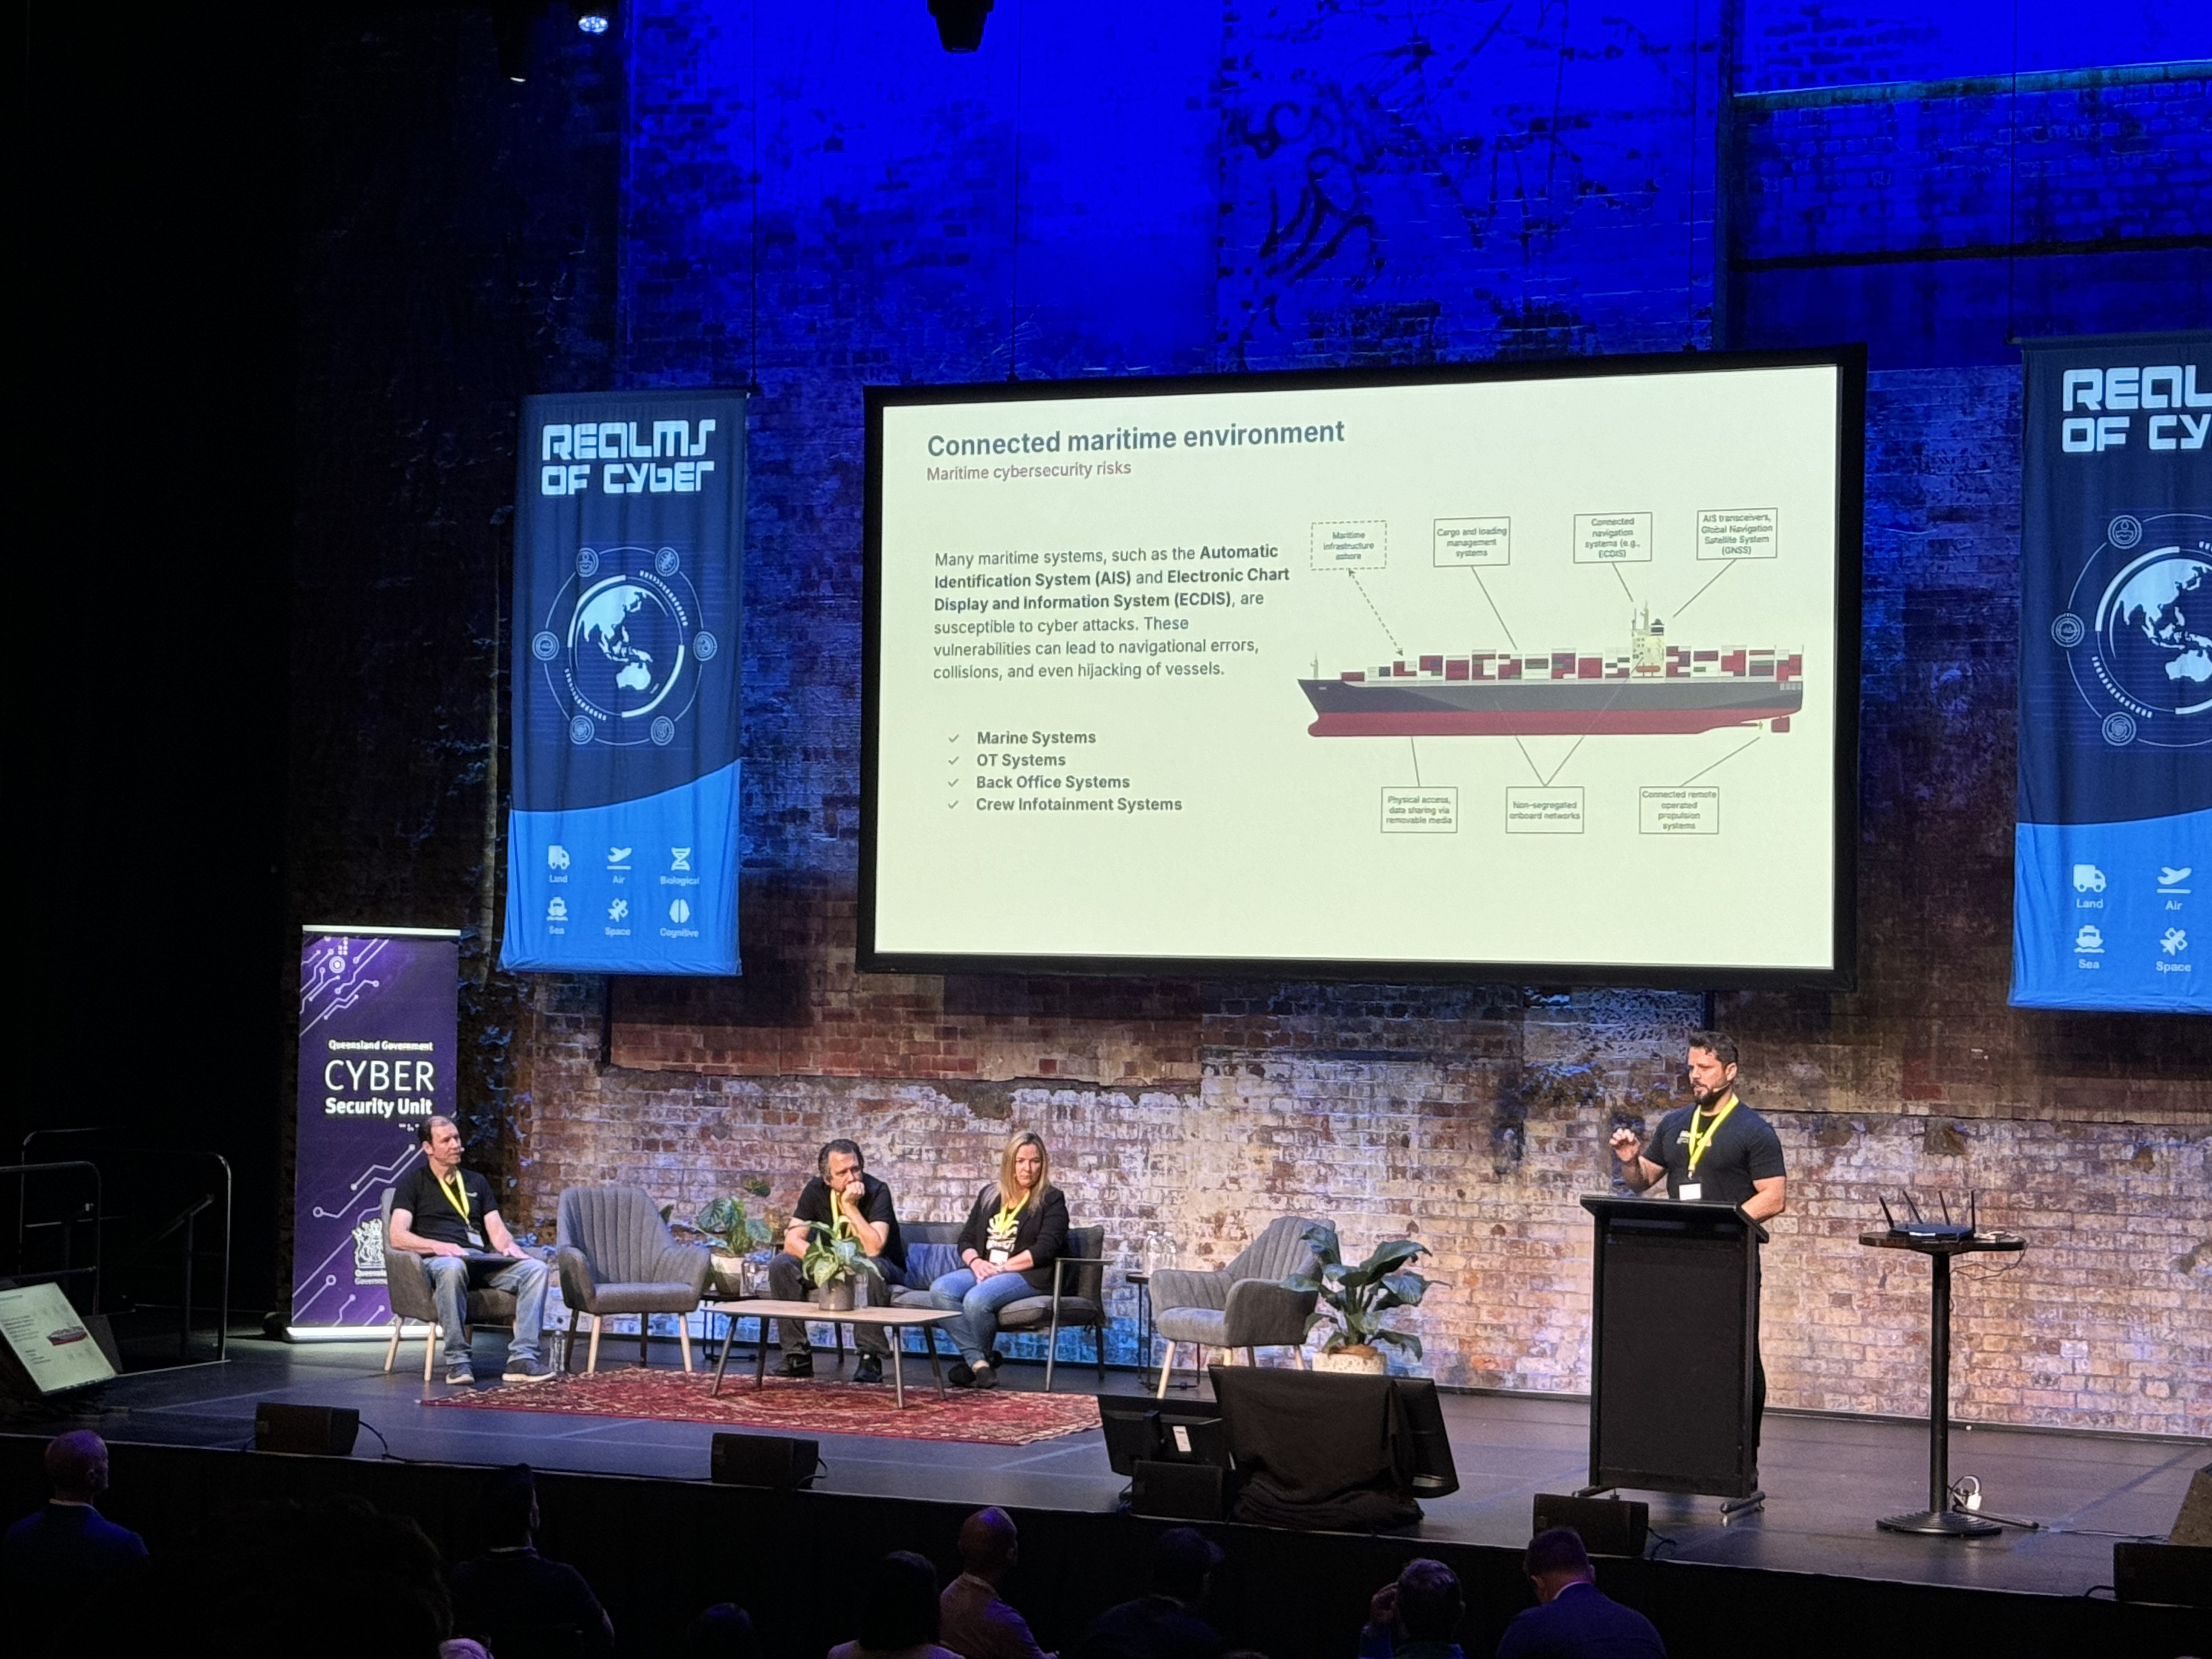 REALMS
OF CYBER
Land
Air
Biological
Sea
Space
Cognitive
Queensland Government
CYBER
Security Unit
Connected maritime environment
Maritime cybersecurity risks
Many maritime systems, such as the Automatic
Identification System (AIS) and Electronic Chart
Display and Information System (ECDIS), are
susceptible to cyber attacks. These
vulnerabilities can lead to navigational errors,
collisions, and even hijacking of vessels.
Marine Systems
OT Systems
Back Office Systems
Crew Infotainment Systems
Maritime
infrastructure
ashore
Cargo and loading
management
systems
Connected
navigation
systems (e.g.,
ECDIS)
AIS transceivers,
Global Navigation
Satellite System
(GNSS)
Physical access,
data sharing via
removable media
Non-segregated
onboard networks
Connected remote
operated
propulsion
systems
REAL
OF CY
Land
Air
Sea
Space